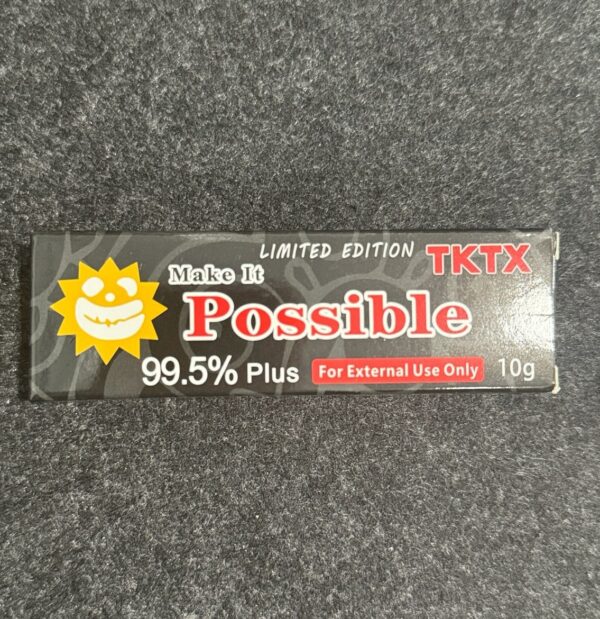 LIMITED EDITION TKTX
Make It
Possible
99.5% Plus For External Use Only 10g